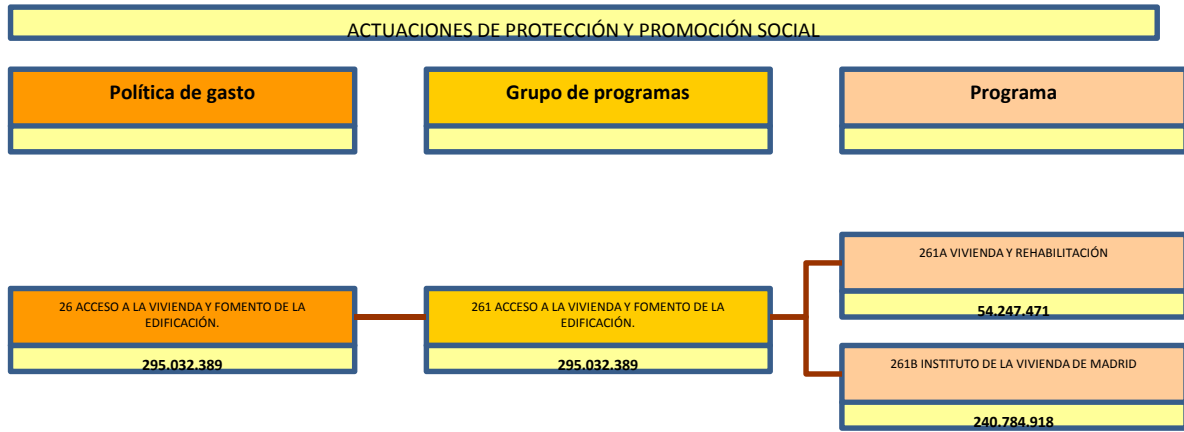 ACTUACIONES DE PROTECCIÓN Y PROMOCIÓN SOCIAL
Política de gasto
Grupo de programas
Programa
26 ACCESO A LA VIVIENDA Y FOMENTO DE LA
EDIFICACIÓN.
295.032.389
261 ACCESO A LA VIVIENDA Y FOMENTO DE LA
EDIFICACIÓN.
295.032.389
261A VIVIENDA Y REHABILITACIÓN
54.247.471
261B INSTITUTO DE LA VIVIENDA DE MADRID
240.784.918